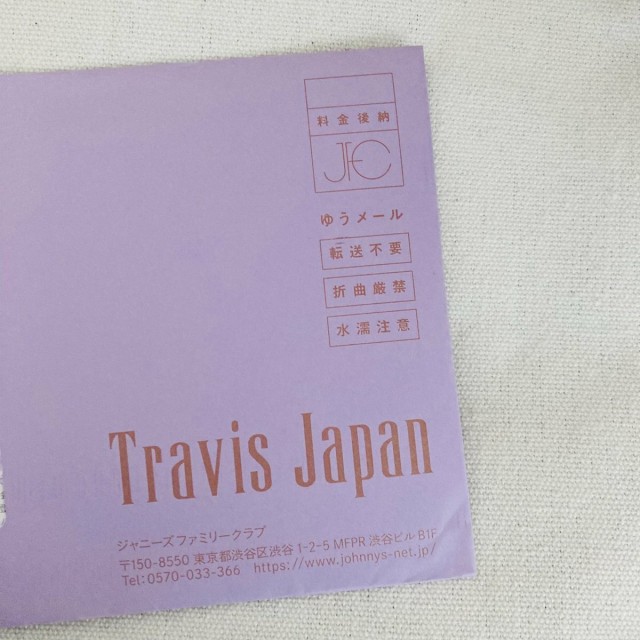 料金後納
JFC
ゆうメール
転送不要
折曲厳禁
水濡注意
Travis Japan
ジャニーズファミリークラブ
〒150-8550 東京都渋谷区渋谷 1-2-5 MFPR 渋谷ビル B1F
Tel:0570-033-366 https://www.johnnys-net.jp/